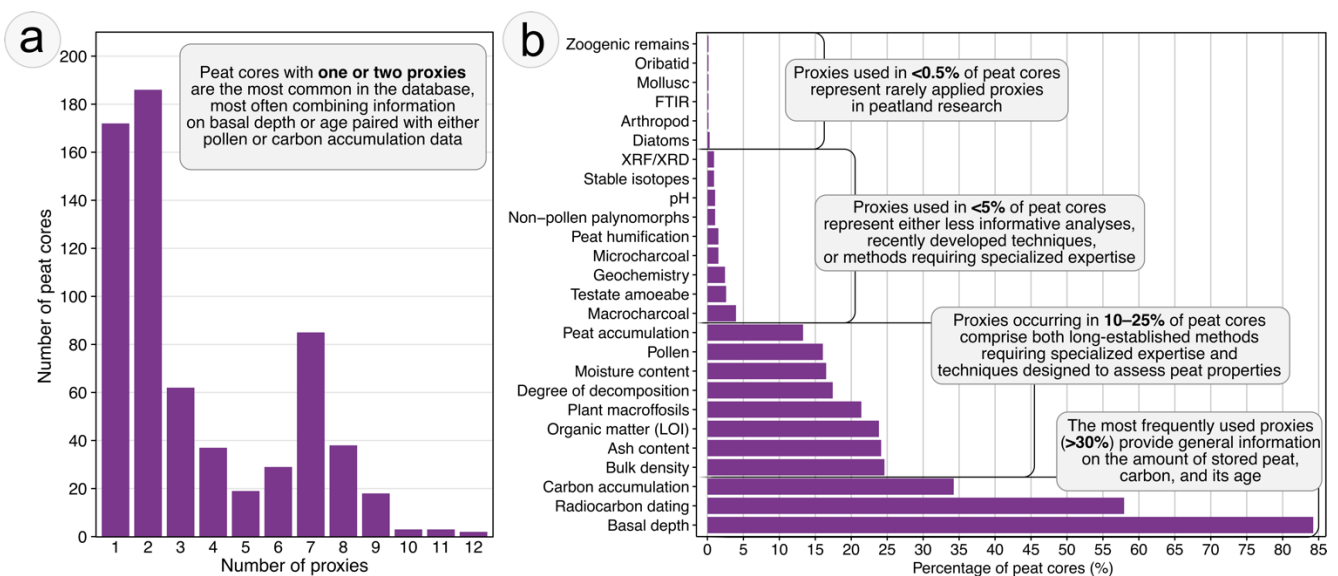 a
Number of peat cores
200
180
160
140
120
100
80
60
40
20
0
Peat cores with one or two proxies
are the most common in the database,
most often combining information
on basal depth or age paired with either
pollen or carbon accumulation data
1 2 3 4 5 6 7 8 9 10 11 12
Number of proxies
b
Zoogenic remains
Oribatid
Mollusc
FTIR
Arthropod
Diatoms
XRF/XRD
Stable isotopes
pH
Non−pollen palynomorphs
Peat humification
Microcharcoal
Geochemistry
Testate amoeabe
Macrocharcoal
Peat accumulation
Pollen
Moisture content
Degree of decomposition
Plant macroffosils
Organic matter (LOI)
Ash content
Bulk density
Carbon accumulation
Radiocarbon dating
Basal depth
Proxies used in <0.5% of peat cores
represent rarely applied proxies
in peatland research
Proxies used in <5% of peat cores
represent either less informative analyses,
recently developed techniques,
or methods requiring specialized expertise
Proxies occurring in 10–25% of peat cores
comprise both long-established methods
requiring specialized expertise and
techniques designed to assess peat properties
The most frequently used proxies
(>30%) provide general information
on the amount of stored peat,
carbon, and its age
0 5 10 15 20 25 30 35 40 45 50 55 60 65 70 75 80 85
Percentage of peat cores (%)